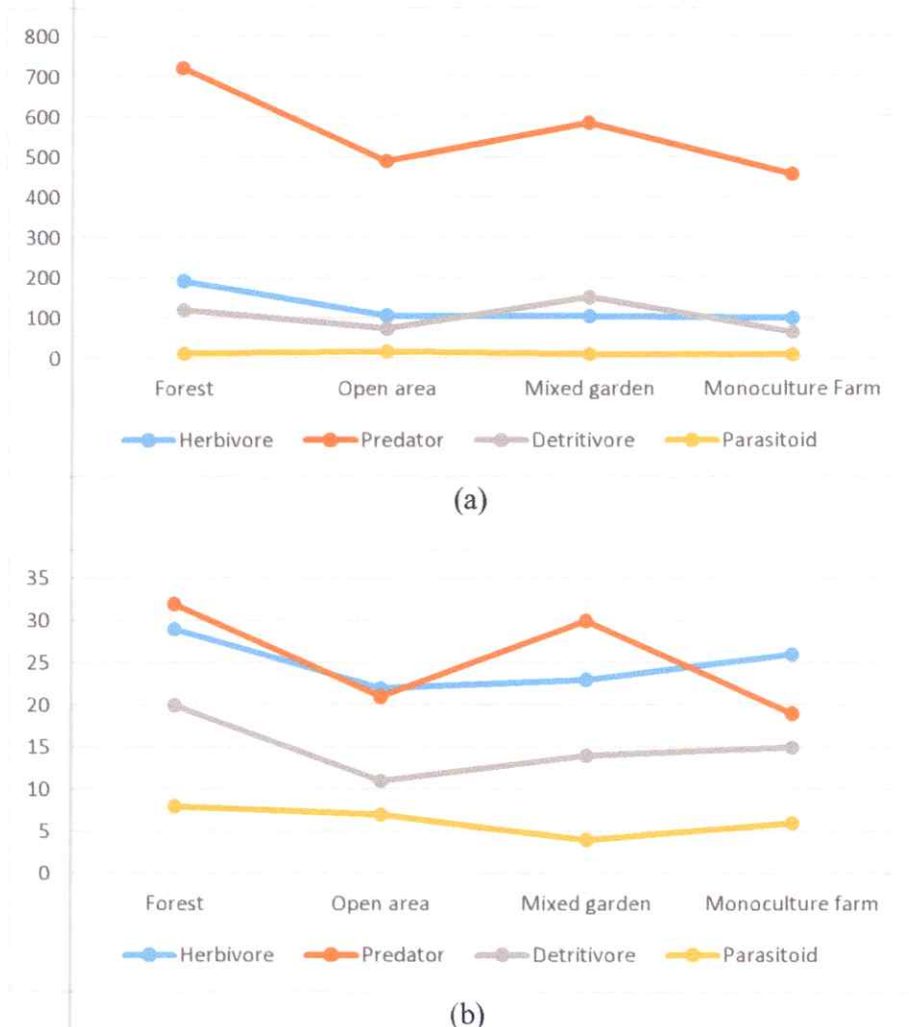 800
700
600
500
400
300
200
100
0
Forest Open area Mixed garden Monoculture Farm
Herbivore Predator Detritivore Parasitoid
(a)
35
30
25
20
15
10
5
0
Forest Open area Mixed garden Monoculture farm
Herbivore Predator Detritivore Parasitoid
(b)